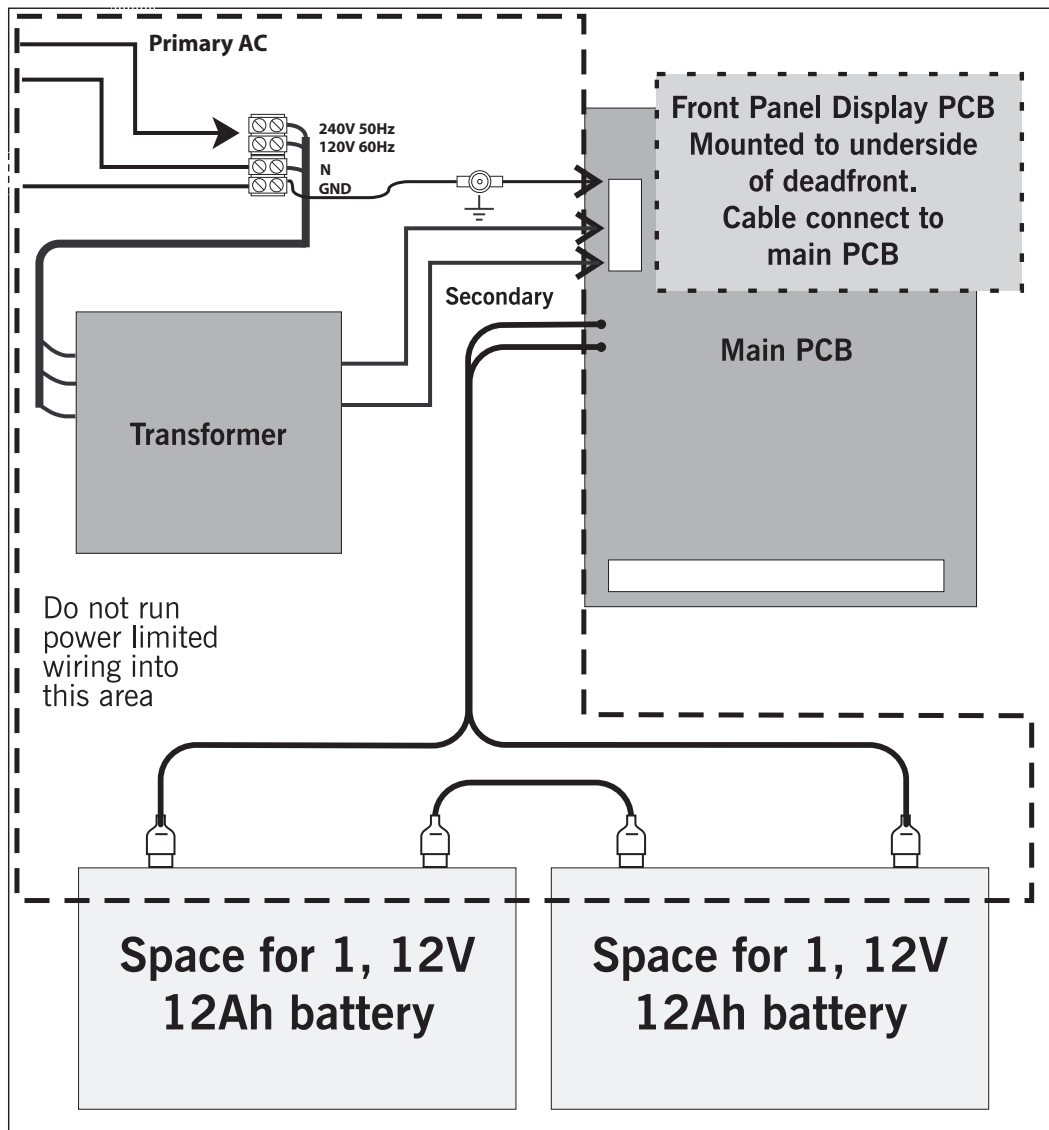 Primary AC
240V 50Hz
120V 60Hz
N
GND
Front Panel Display PCB
Mounted to underside
of deadfront.
Cable connect to
main PCB
Secondary
Main PCB
Transformer
Do not run
power limited
wiring into
this area
Space for 1, 12V
12Ah battery
Space for 1, 12V
12Ah battery